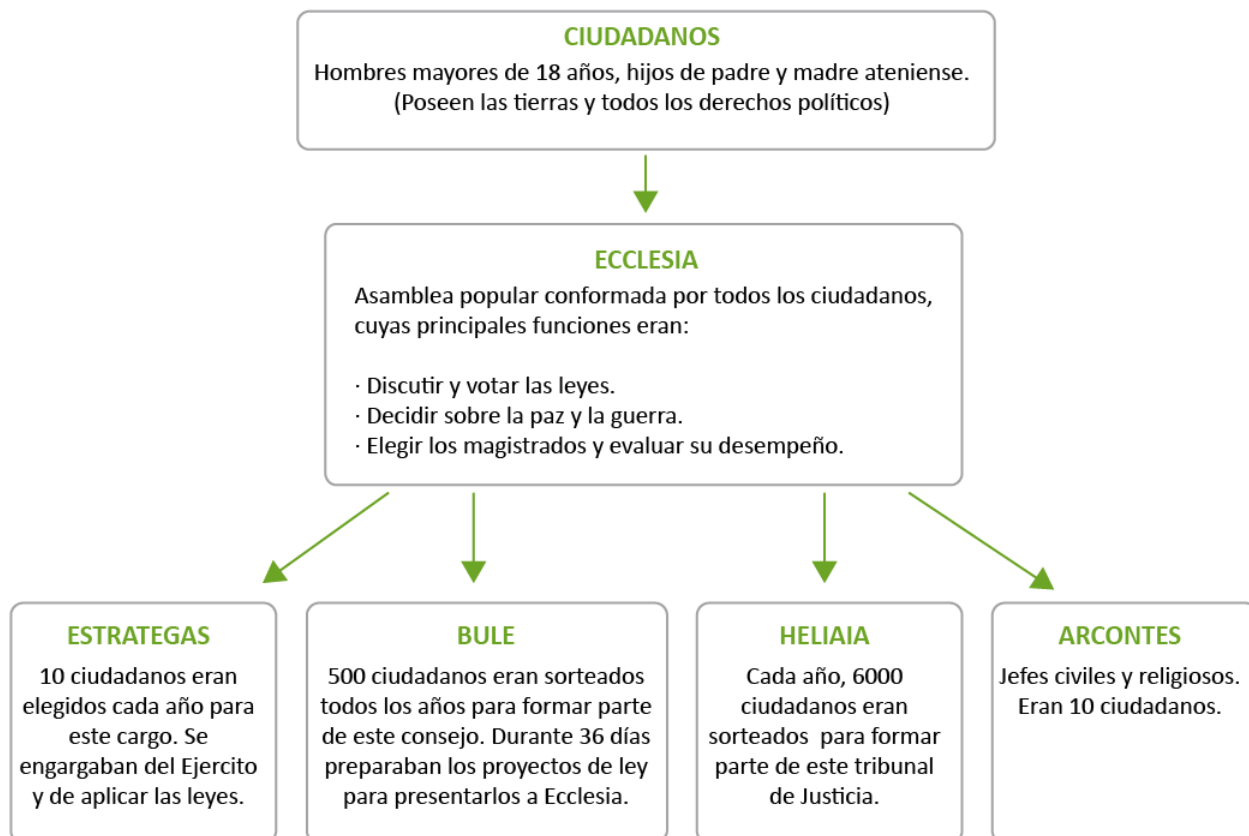 CIUDADANOS
Hombres mayores de 18 años, hijos de padre y madre ateniense.
(Poseen las tierras y todos los derechos políticos)
ECCLESIA
Asamblea popular conformada por todos los ciudadanos,
cuyas principales funciones eran:
· Discutir y votar las leyes.
· Decidir sobre la paz y la guerra.
· Elegir los magistrados y evaluar su desempeño.
ESTRATEGAS
10 ciudadanos eran
elegidos cada año para
este cargo. Se
engargaban del Ejercito
y de aplicar las leyes.
BULE
500 ciudadanos eran sorteados
todos los años para formar parte
de este consejo. Durante 36 días
preparaban los proyectos de ley
para presentarlos a Ecclesia.
HELIAIA
Cada año, 6000
ciudadanos eran
sorteados  para formar
parte de este tribunal
de Justicia.
ARCONTES
Jefes civiles y religiosos.
Eran 10 ciudadanos.